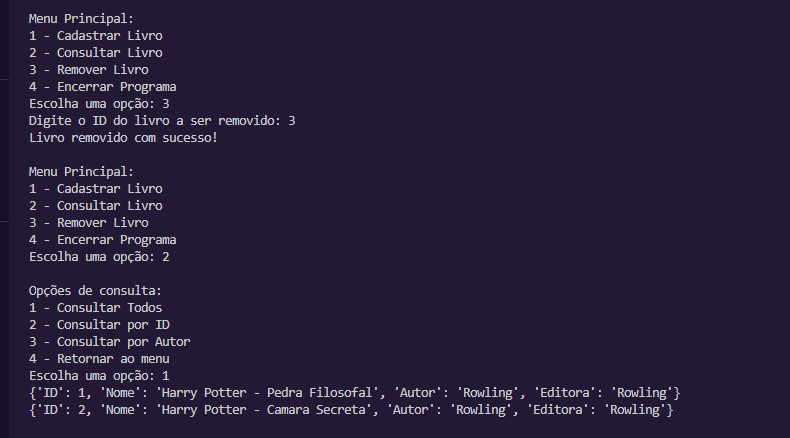 Menu Principal:
1 - Cadastrar Livro
2 - Consultar Livro
3 - Remover Livro
4 - Encerrar Programa
Escolha uma opção: 3
Digite o ID do livro a ser removido: 3
Livro removido com sucesso!
Menu Principal:
1 - Cadastrar Livro
2 - Consultar Livro
3 - Remover Livro
4 - Encerrar Programa
Escolha uma opção: 2
Opções de consulta:
1 - Consultar Todos
2 - Consultar por ID
3 - Consultar por Autor
4 - Retornar ao menu
Escolha uma opção: 1
{'ID': 1, 'Nome': 'Harry Potter - Pedra Filosofal', 'Autor': 'Rowling', 'Editora': 'Rowling'}
{'ID': 2, 'Nome': 'Harry Potter - Camara Secreta', 'Autor': 'Rowling', 'Editora': 'Rowling'}